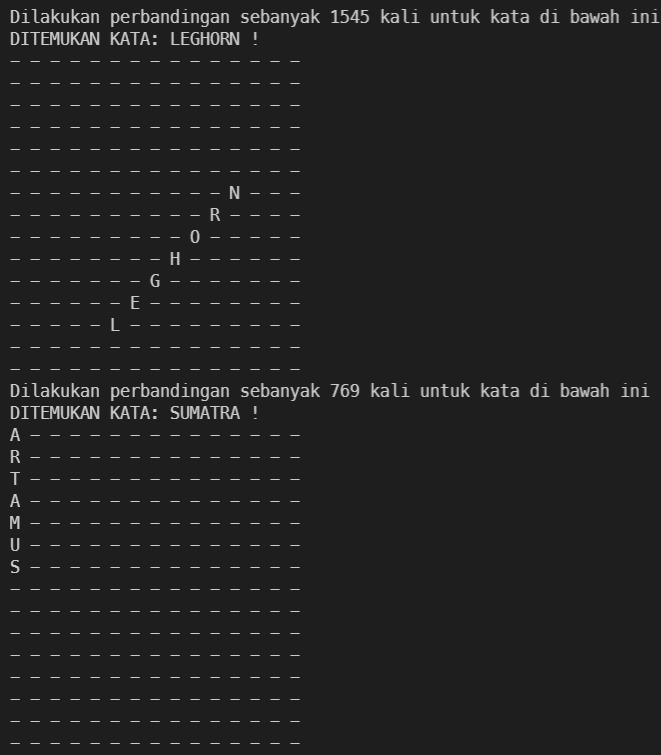 Dilakukan perbandingan sebanyak 1545 kali untuk kata di bawah ini
DITEMUKAN KATA: LEGHORN !
- - - - - - - - - - - - - - -
- - - - - - - - - - - - - - -
- - - - - - - - - - - - - - -
- - - - - - - - - - - - - - -
- - - - - - - - - - - - - - -
- - - - - - - - - - - - - - -
- - - - - - - - - - - N - - -
- - - - - - - - - - R - - - -
- - - - - - - - - O - - - - -
- - - - - - - - H - - - - - -
- - - - - - - G - - - - - - -
- - - - - - E - - - - - - - -
- - - - - L - - - - - - - - -
- - - - - - - - - - - - - - -
- - - - - - - - - - - - - - -
Dilakukan perbandingan sebanyak 769 kali untuk kata di bawah ini
DITEMUKAN KATA: SUMATRA !
A - - - - - - - - - - - - - -
R - - - - - - - - - - - - - -
T - - - - - - - - - - - - - -
A - - - - - - - - - - - - - -
M - - - - - - - - - - - - - -
U - - - - - - - - - - - - - -
S - - - - - - - - - - - - - -
- - - - - - - - - - - - - - -
- - - - - - - - - - - - - - -
- - - - - - - - - - - - - - -
- - - - - - - - - - - - - - -
- - - - - - - - - - - - - - -
- - - - - - - - - - - - - - -
- - - - - - - - - - - - - - -
- - - - - - - - - - - - - - -